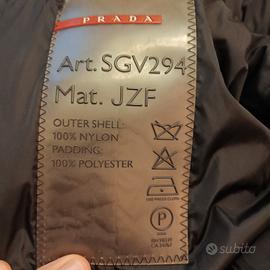 PRADA
Art. SGV294
Mat. JZF
OUTER SHELL:
100% NYLON
PADDING:
100% POLYESTER
P
subito